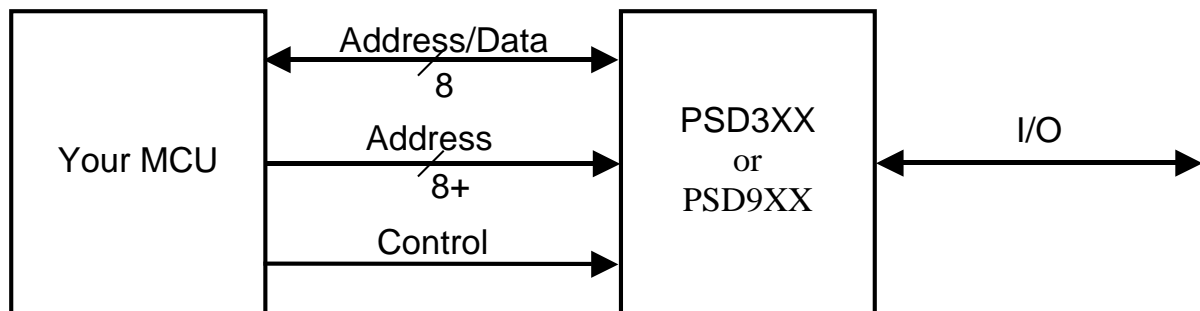 Address/Data
8
Your MCU
Address
8+
Control
PSD3XX
or
PSD9XX
I/O